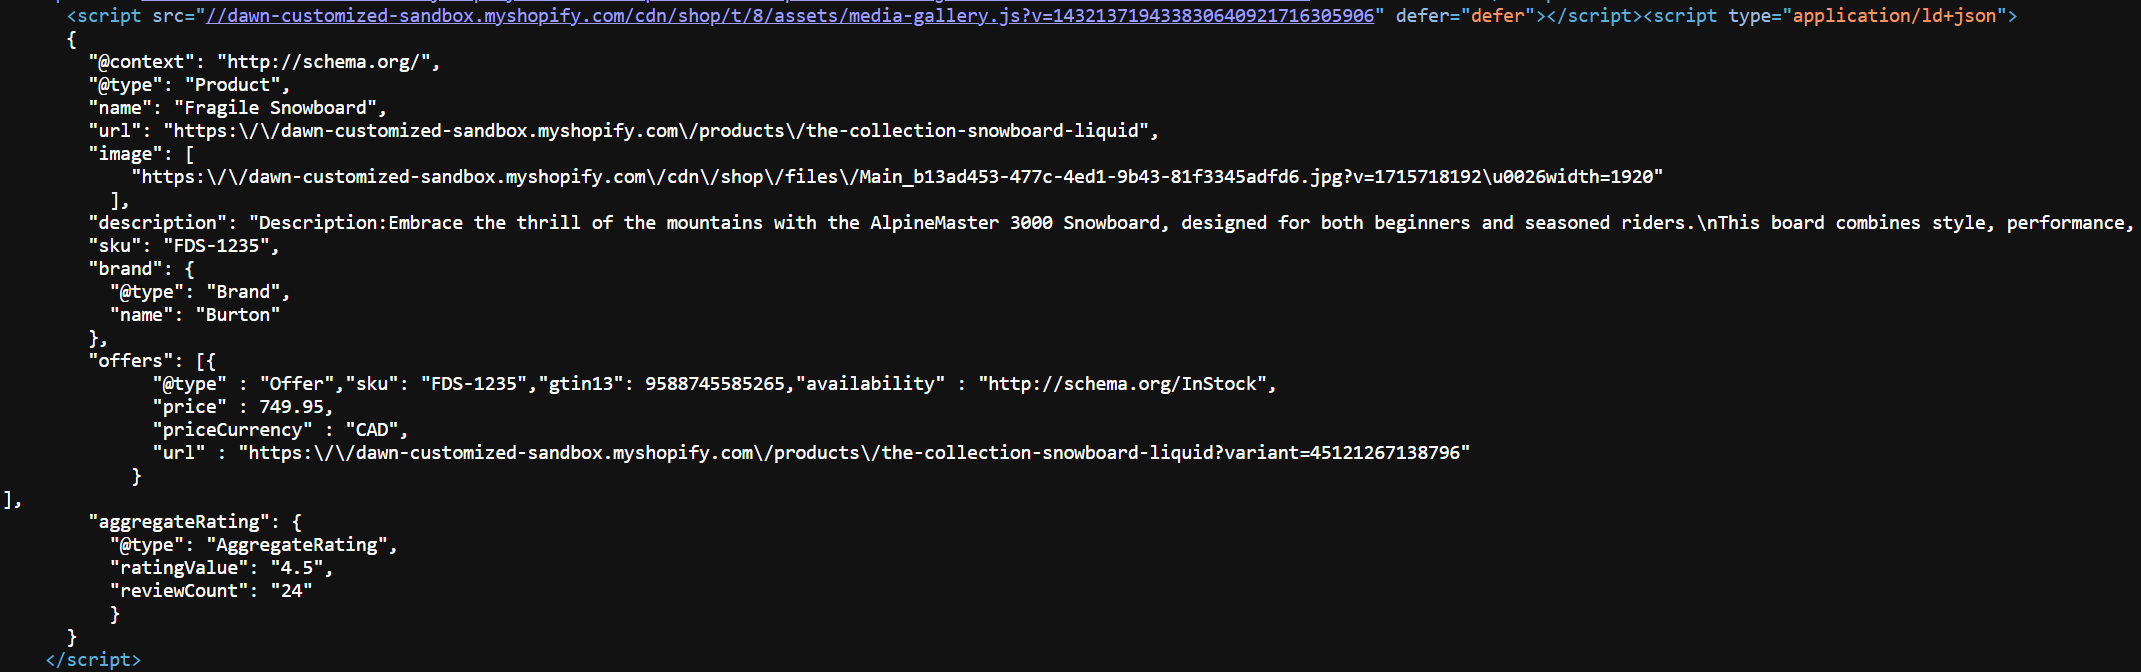 <script src="//dawn-customized-sandbox.myshopify.com/cdn/shop/t/8/assets/media-gallery.js?v=143213719433830640921716305906" defer="defer"></script><script type="application/ld+json">
{
"@context": "http://schema.org/",
"@type": "Product",
"name": "Fragile Snowboard",
"url": "https:\/\/dawn-customized-sandbox.myshopify.com\/products\/the-collection-snowboard-liquid",
"image": [
"https:\/\/dawn-customized-sandbox.myshopify.com\/cdn\/shop\/files\/Main_b13ad453-477c-4ed1-9b43-81f3345adfd6.jpg?v=1715718192\u0026width=1920"
],
"description": "Description:Embrace the thrill of the mountains with the AlpineMaster 3000 Snowboard, designed for both beginners and seasoned riders.\nThis board combines style, performance,
"sku": "FDS-1235",
"brand": {
"@type": "Brand",
"name": "Burton"
},
"offers": [{
"@type" : "Offer","sku": "FDS-1235","gtin13": 9588745585265,"availability" : "http://schema.org/InStock",
"price" : 749.95,
"priceCurrency" : "CAD",
"url" : "https:\/\/dawn-customized-sandbox.myshopify.com\/products\/the-collection-snowboard-liquid?variant=45121267138796"
}
],
"aggregateRating": {
"@type": "AggregateRating",
"ratingValue": "4.5",
"reviewCount": "24"
}
}
</script>